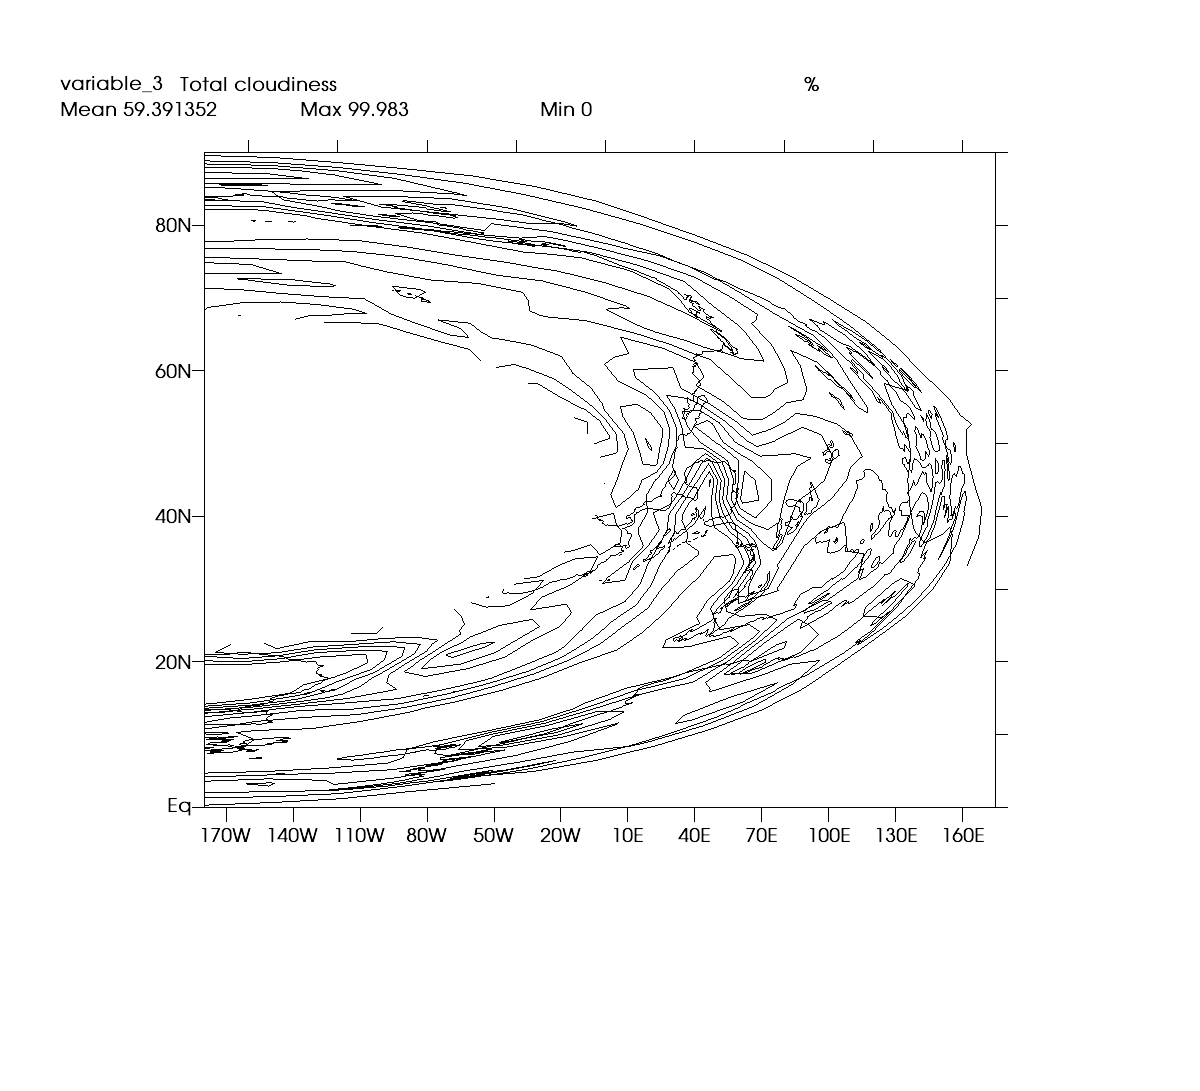 variable_3 Total cloudiness %
Mean 59.391352 Max 99.983 Min 0
80N
60N
40N
20N
Eq
170W 140W 110W 80W 50W 20W 10E 40E 70E 100E 130E 160E